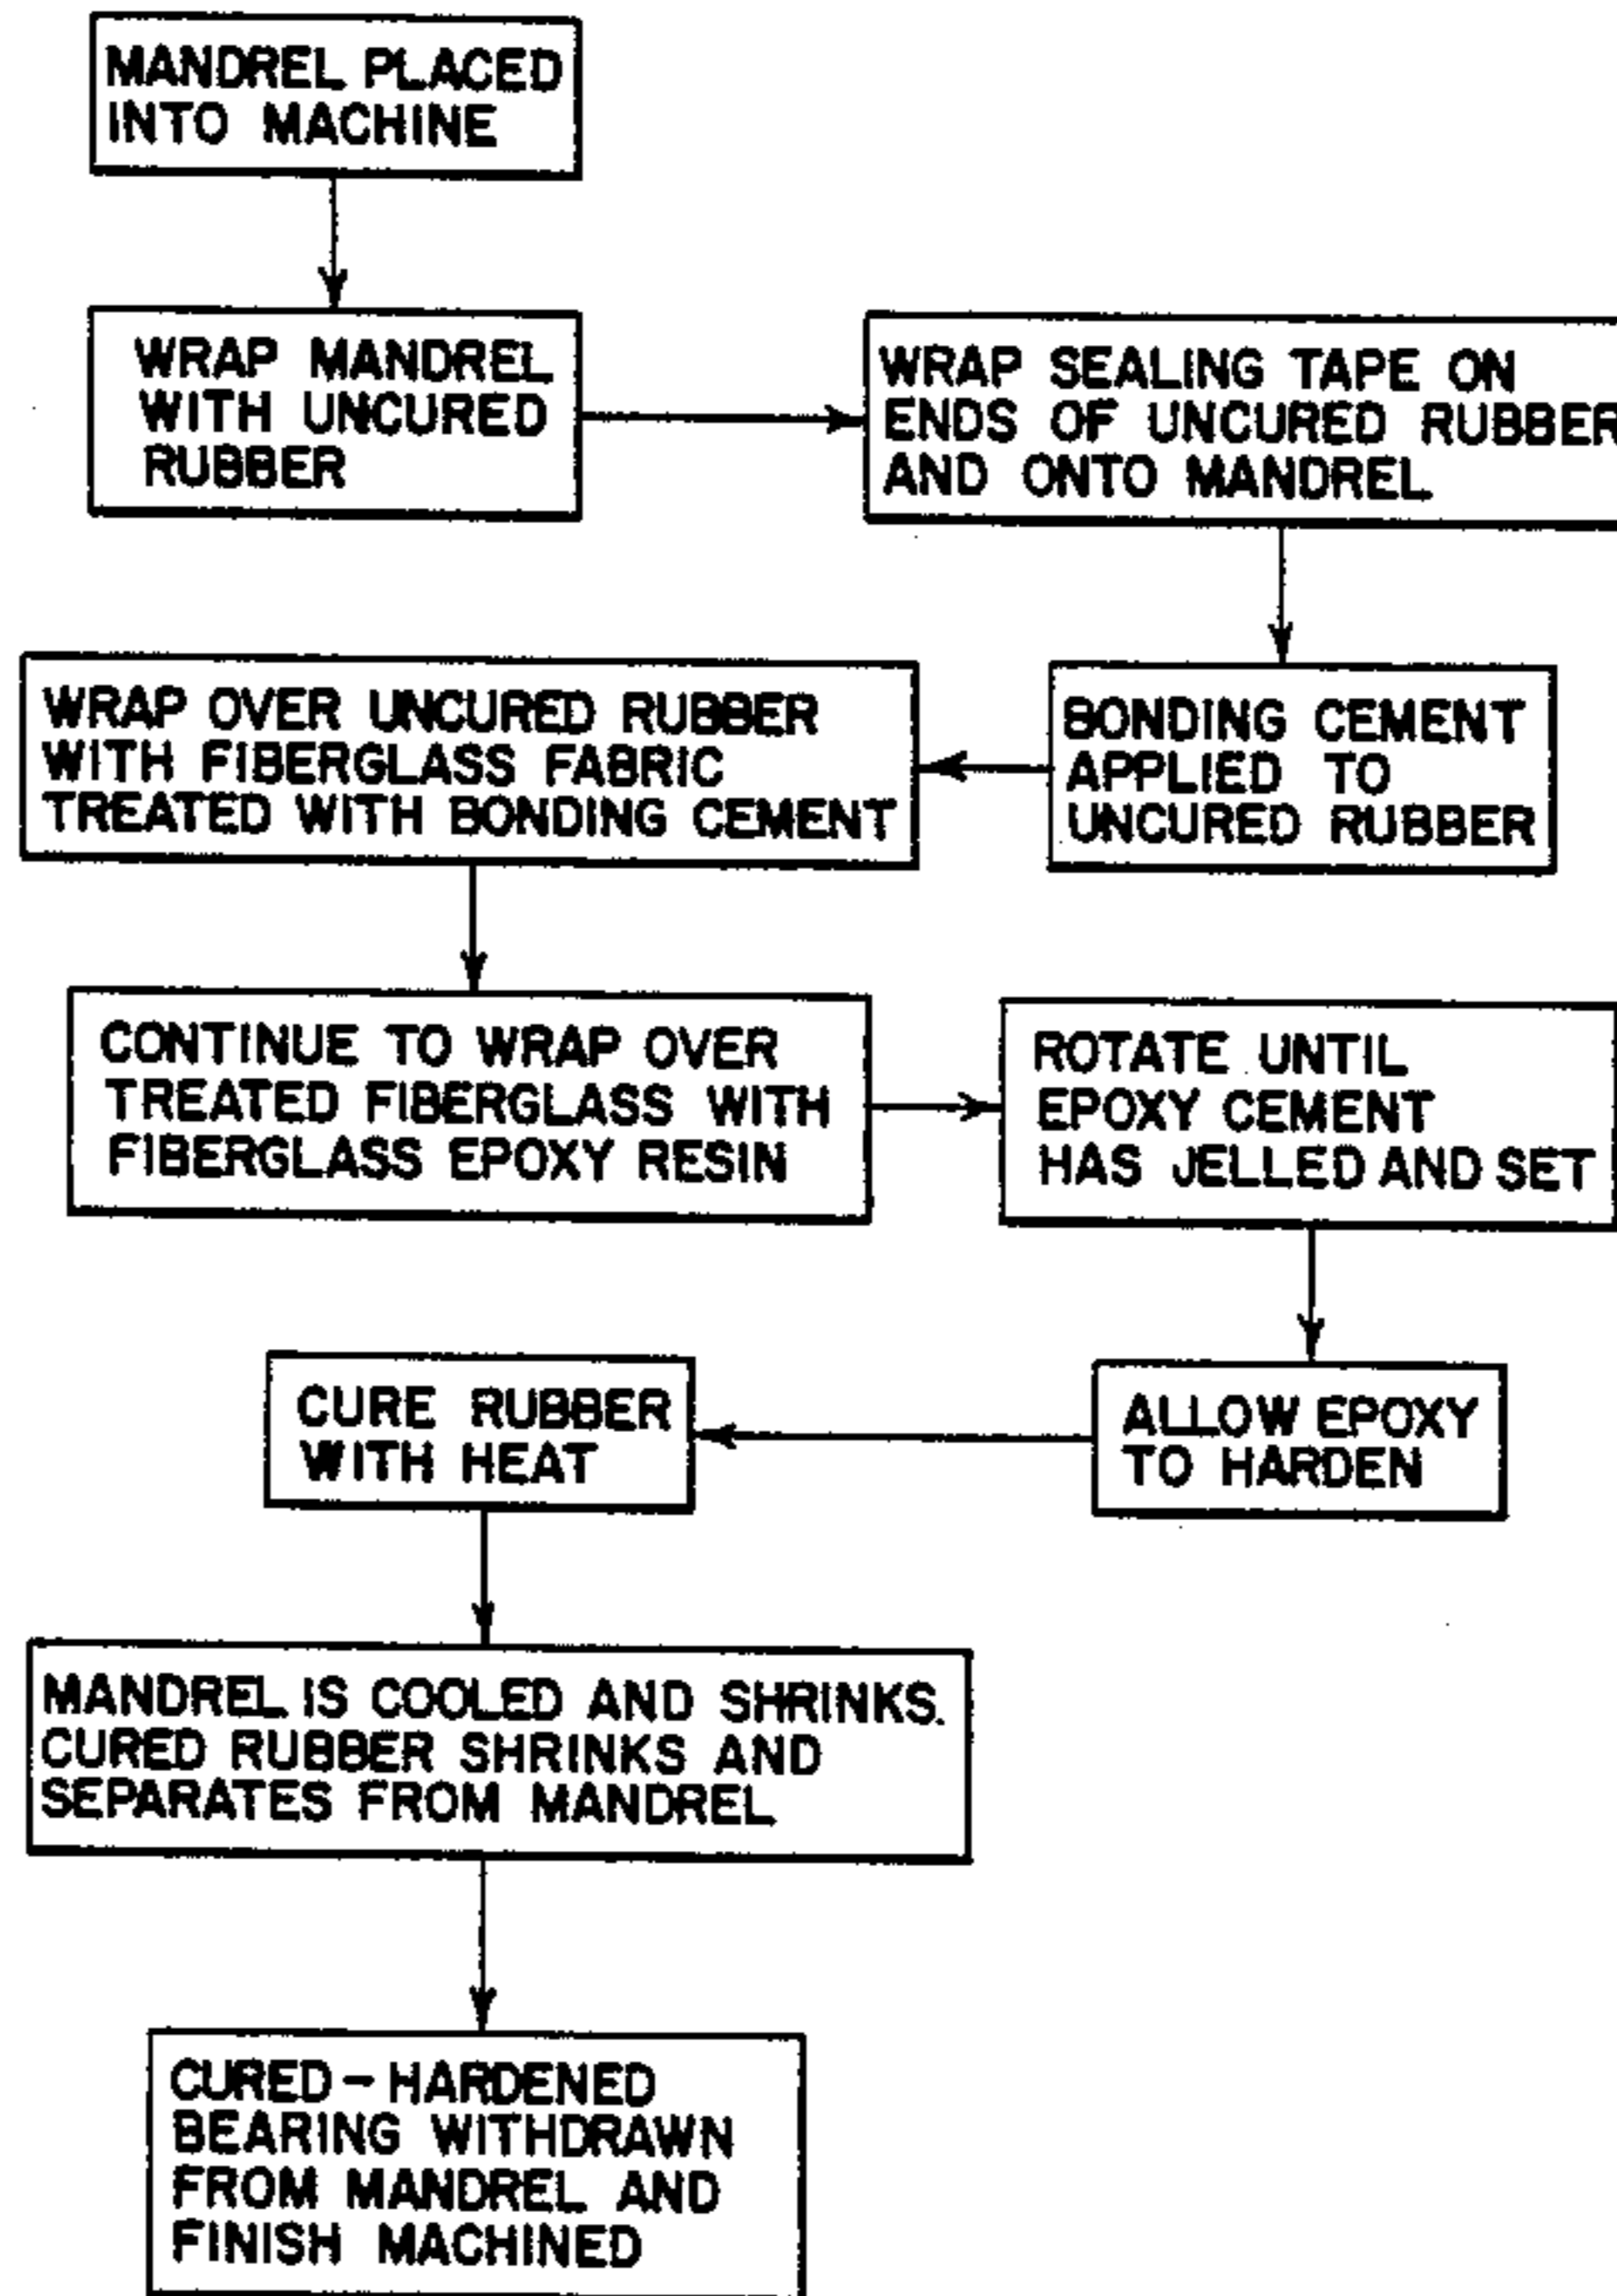 MANDREL PLACED
INTO MACHINE
WRAP MANDREL
WITH UNCURED
RUBBER
WRAP SEALING TAPE ON
ENDS OF UNCURED RUBBER
AND ONTO MANDREL
BONDING CEMENT
APPLIED TO
UNCURED RUBBER
WRAP OVER UNCURED RUBBER
WITH FIBERGLASS FABRIC
TREATED WITH BONDING CEMENT
CONTINUE TO WRAP OVER
TREATED FIBERGLASS WITH
FIBERGLASS EPOXY RESIN
ROTATE UNTIL
EPOXY CEMENT
HAS JELLED AND SET
ALLOW EPOXY
TO HARDEN
CURE RUBBER
WITH HEAT
MANDREL IS COOLED AND SHRINKS.
CURED RUBBER SHRINKS AND
SEPARATES FROM MANDREL
CURED-HARDENED
BEARING WITHDRAWN
FROM MANDREL AND
FINISH MACHINED